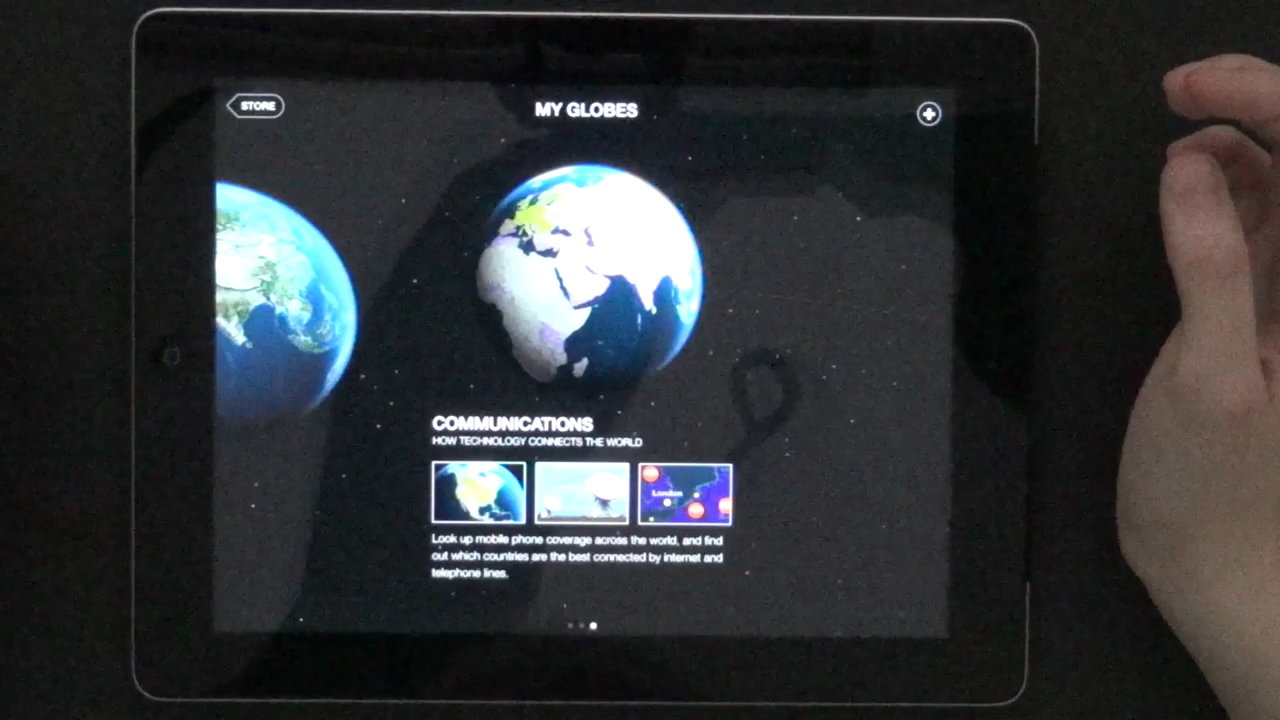 STORE
MY GLOBES
COMMUNICATIONS
HOW TECHNOLOGY CONNECTS THE WORLD
London
Look up mobile phone coverage across the world, and find
out which countries are the best connected by internet and
telephone lines.